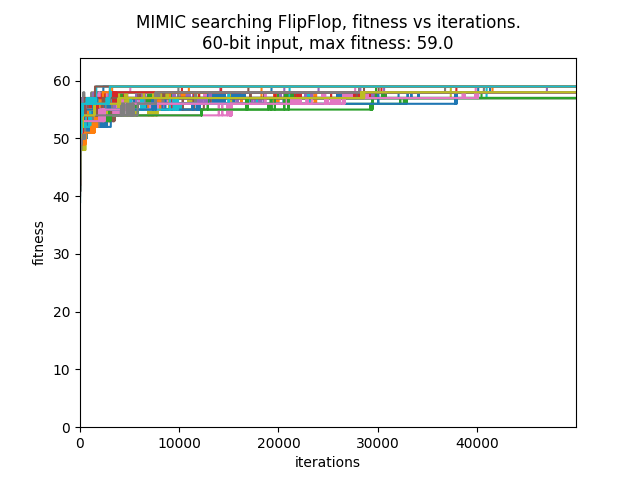 MIMIC searching FlipFlop, fitness vs iterations.
60-bit input, max fitness: 59.0
60
50
40
30
20
10
0
fitness
0 10000 20000 30000 40000
iterations